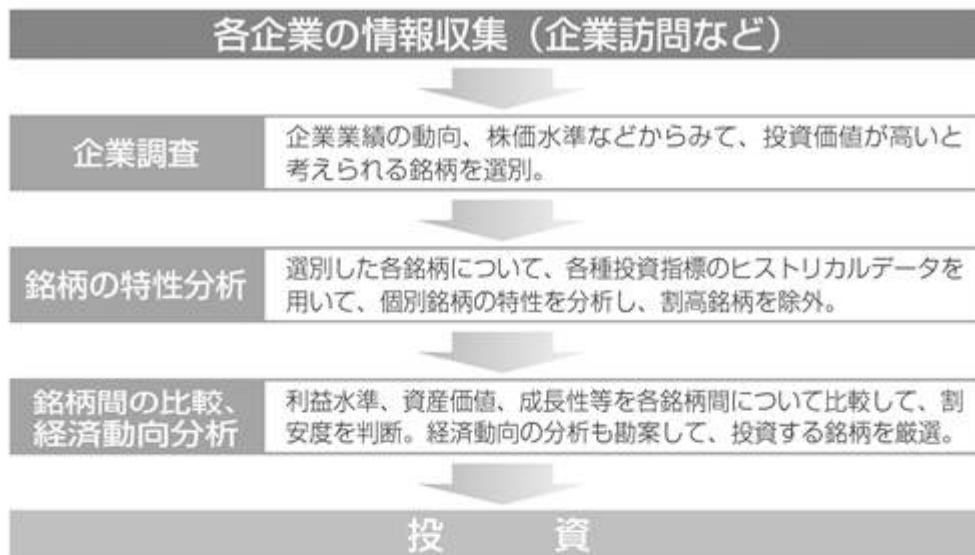 各企業の情報収集（企業訪問など）
企業調査
企業業績の動向、株価水準などからみて、投資価値が高いと
考えられる銘柄を選別。
銘柄の特性分析
選別した各銘柄について、各種投資指標のヒストリカルデータを
用いて、個別銘柄の特性を分析し、割高銘柄を除外。
銘柄間の比較、
経済動向分析
利益水準、資産価値、成長性等を各銘柄間について比較して、割
安度を判断。経済動向の分析も勘案して、投資する銘柄を厳選。
投　資